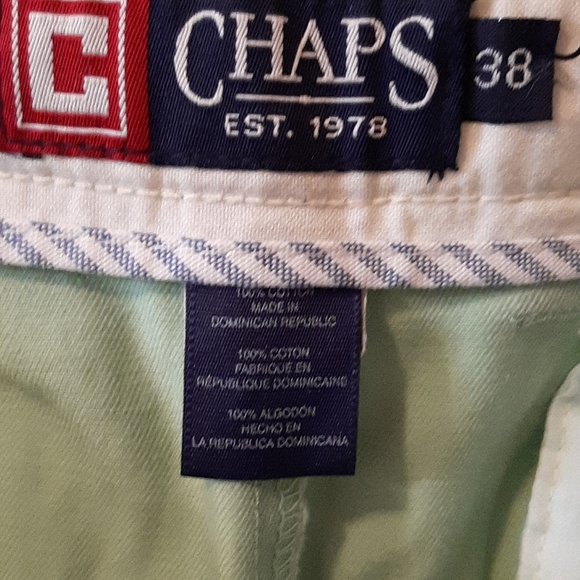 C CHAPS 38
EST. 1978
100% COTTON
MADE IN
DOMINICAN REPUBLIC
100% COTON
FABRIQUÉ EN
RÉPUBLIQUE DOMINICAINE
100% ALGODÓN
HECHO EN
LA REPUBLICA DOMINICANA